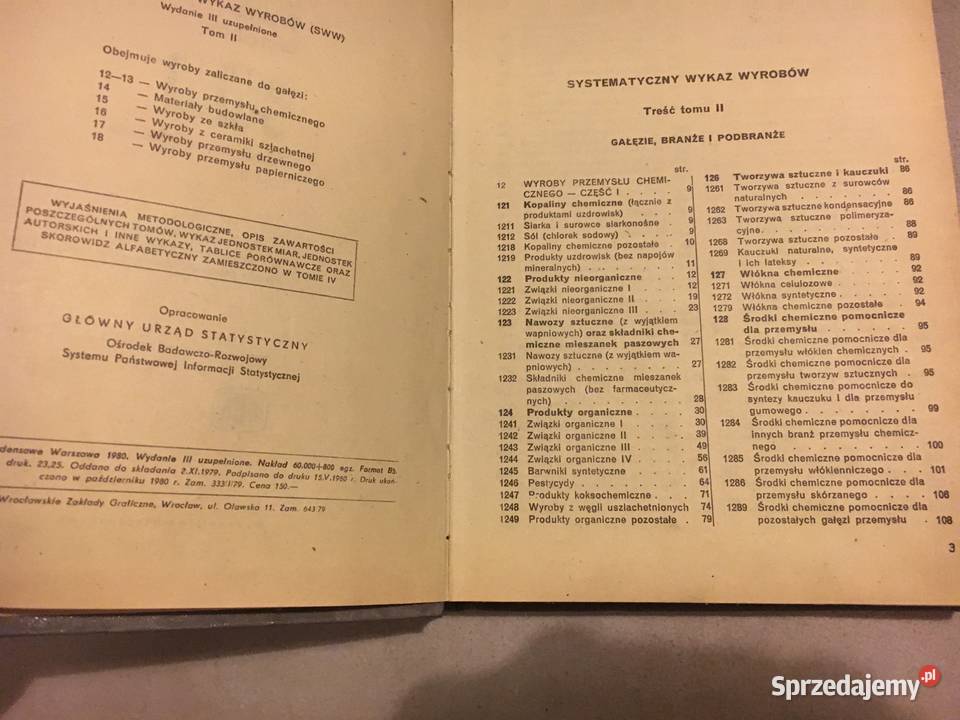 WYKAZ WYROBÓW (SWW)
Wydanie III uzupełnione
Tom II
Obejmuje wyroby zaliczane do gałęzi:
12—13 — Wyroby przemysłu chemicznego
14 — Materiały budowlane
15 — Wyroby ze szkła
16 — Wyroby z ceramiki szlachetnej
17 — Wyroby przemysłu drzewnego
18 — Wyroby przemysłu papierniczego
WYJAŚNIENIA METODOLOGICZNE, OPIS ZAWARTOŚCI
POSZCZEGÓLNYCH TOMÓW, WYKAZ JEDNOSTEK MIAR, JEDNOSTEK
AUTORSKICH I INNE WYKAZY, TABLICE PORÓWNAWCZE ORAZ
SKOROWIDZ ALFABETYCZNY ZAMIESZCZONO W TOMIE IV
Opracowanie
GŁÓWNY URZĄD STATYSTYCZNY
Ośrodek Badawczo-Rozwojowy
Systemu Państwowej Informacji Statystycznej
Warszawa 1980. Wydanie III uzupełnione. Nakład 60.000+800 egz. Format B5.
druk. 23,25. Oddano do składania 2.XI.1979. Podpisano do druku 15.V.1980 r. Druk ukoń-
czono w październiku 1980 r. Zam. 333/I/79. Cena 150.—
Wrocławskie Zakłady Graficzne, Wrocław, ul. Oławska 11. Zam. 643/79
SYSTEMATYCZNY WYKAZ WYROBÓW
Treść tomu II
GAŁĘZIE, BRANŻE I PODBRANŻE
str.
12 WYROBY PRZEMYSŁU CHEMI-
CZNEGO — CZĘŚĆ I . . . . 9
121 Kopaliny chemiczne (łącznie z
produktami uzdrowisk) . . . 9
1211 Siarka i surowce siarkonośne . 9
1212 Sól (chlorek sodowy) . . . . 9
1218 Kopaliny chemiczne pozostałe . 10
1219 Produkty uzdrowisk (bez napojów
mineralnych) . . . . . . 11
122 Produkty nieorganiczne . . . 12
1221 Związki nieorganiczne I . . . 12
1222 Związki nieorganiczne II . . . 19
1223 Związki nieorganiczne III . . . 23
123 Nawozy sztuczne (z wyjątkiem
wapniowych) oraz składniki che-
miczne mieszanek paszowych 27
1231 Nawozy sztuczne (z wyjątkiem wa-
pniowych) . . . . . . . 27
1232 Składniki chemiczne mieszanek
paszowych (bez farmaceutycz-
nych) . . . . . . . . 28
124 Produkty organiczne . . . . 30
1241 Związki organiczne I . . . . 30
1242 Związki organiczne II . . . . 39
1243 Związki organiczne III . . . . 49
1244 Związki organiczne IV . . . . 56
1245 Barwniki syntetyczne . . . . 61
1246 Pestycydy . . . . . . . 64
1247 Produkty koksochemiczne . . . 71
1248 Wyroby z węgli uszlachetnionych 74
1249 Produkty organiczne pozostałe . 79
str.
126 Tworzywa sztuczne i kauczuki 86
1261 Tworzywa sztuczne z surowców
naturalnych . . . . . . . 86
1262 Tworzywa sztuczne kondensacyjne 86
1263 Tworzywa sztuczne polimeryza-
cyjne . . . . . . . . 88
1268 Tworzywa sztuczne pozostałe . 89
1269 Kauczuki naturalne, syntetyczne
i ich lateksy . . . . . . 89
127 Włókna chemiczne . . . . 92
1271 Włókna celulozowe . . . . 92
1272 Włókna syntetyczne . . . . 92
1279 Włókna chemiczne pozostałe . 94
128 Środki chemiczne pomocnicze
dla przemysłu . . . . . . 95
1281 Środki chemiczne pomocnicze dla
przemysłu włókien chemicznych . 95
1282 Środki chemiczne pomocnicze dla
przemysłu tworzyw sztucznych . 95
1283 Środki chemiczne pomocnicze do
syntezy kauczuku i dla przemysłu
gumowego . . . . . . . 99
1284 Środki chemiczne pomocnicze dla
innych branż przemysłu chemicz-
nego . . . . . . . . 100
1285 Środki chemiczne pomocnicze dla
przemysłu włókienniczego . . . 101
1286 Środki chemiczne pomocnicze dla
przemysłu skórzanego . . . . 106
1289 Środki chemiczne pomocnicze dla
pozostałych gałęzi przemysłu . 108
3
Sprzedajemy.pl